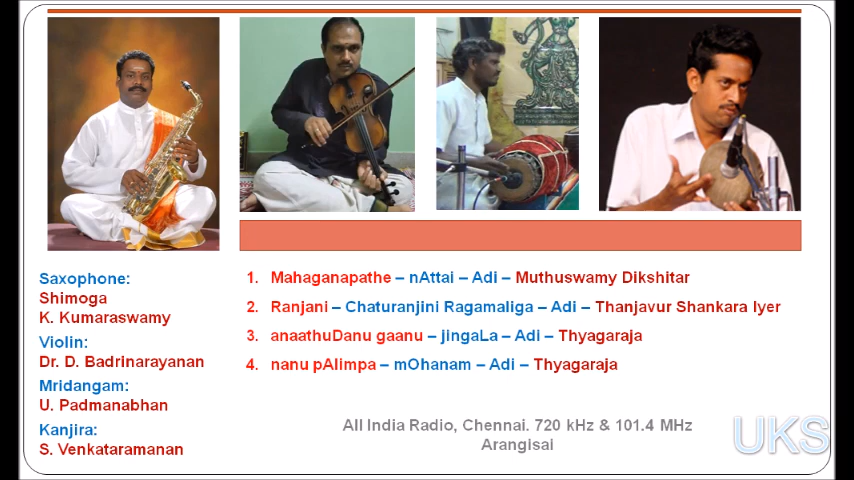 Saxophone:
Shimoga
K. Kumaraswamy
Violin:
Dr. D. Badrinarayanan
Mridangam:
U. Padmanabhan
Kanjira:
S. Venkataramanan
1. Mahaganapathe – nAttai – Adi – Muthuswamy Dikshitar
2. Ranjani – Chaturanjini Ragamaliga – Adi – Thanjavur Shankara Iyer
3. anaathuDanu gaanu – jingaLa – Adi – Thyagaraja
4. nanu pAlimpa – mOhanam – Adi – Thyagaraja
All India Radio, Chennai. 720 kHz & 101.4 MHz
Arangisai
UKS